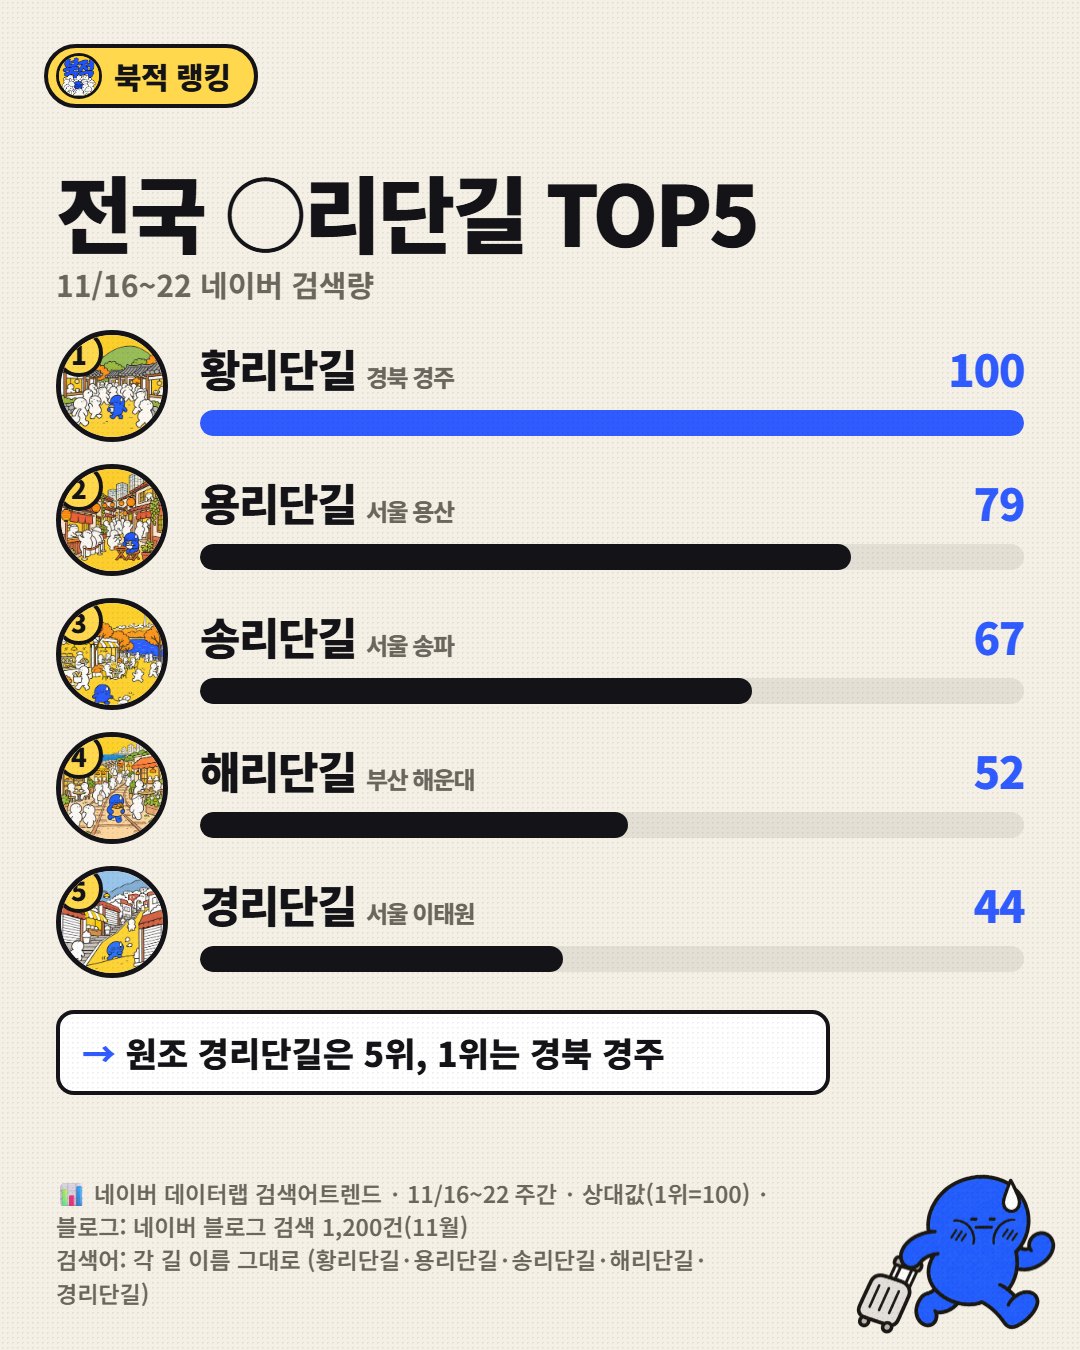 북적
북적 랭킹
전국 ◯리단길 TOP5
11/16~22 네이버 검색량
1
황리단길 경북 경주 100
2
용리단길 서울 용산 79
3
송리단길 서울 송파 67
4
해리단길 부산 해운대 52
5
경리단길 서울 이태원 44
→ 원조 경리단길은 5위, 1위는 경북 경주
📊 네이버 데이터랩 검색어트렌드 · 11/16~22 주간 · 상대값(1위=100) ·
블로그: 네이버 블로그 검색 1,200건(11월)
검색어: 각 길 이름 그대로 (황리단길·용리단길·송리단길·해리단길·
경리단길)